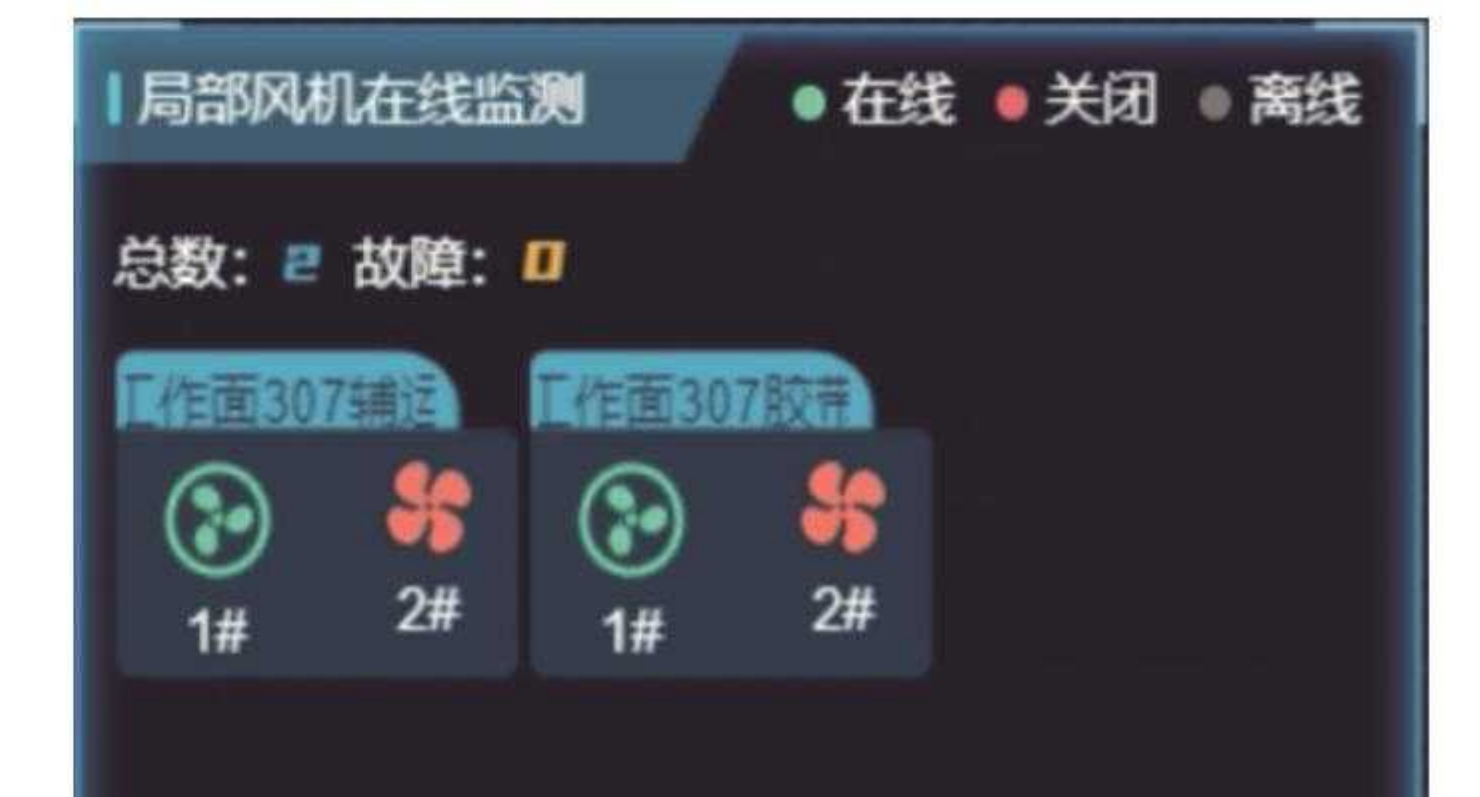 局部风机在线监测 在线 关闭 离线
总数：2 故障：0
工作面307辅运 工作面307胶带
1# 2# 1# 2#